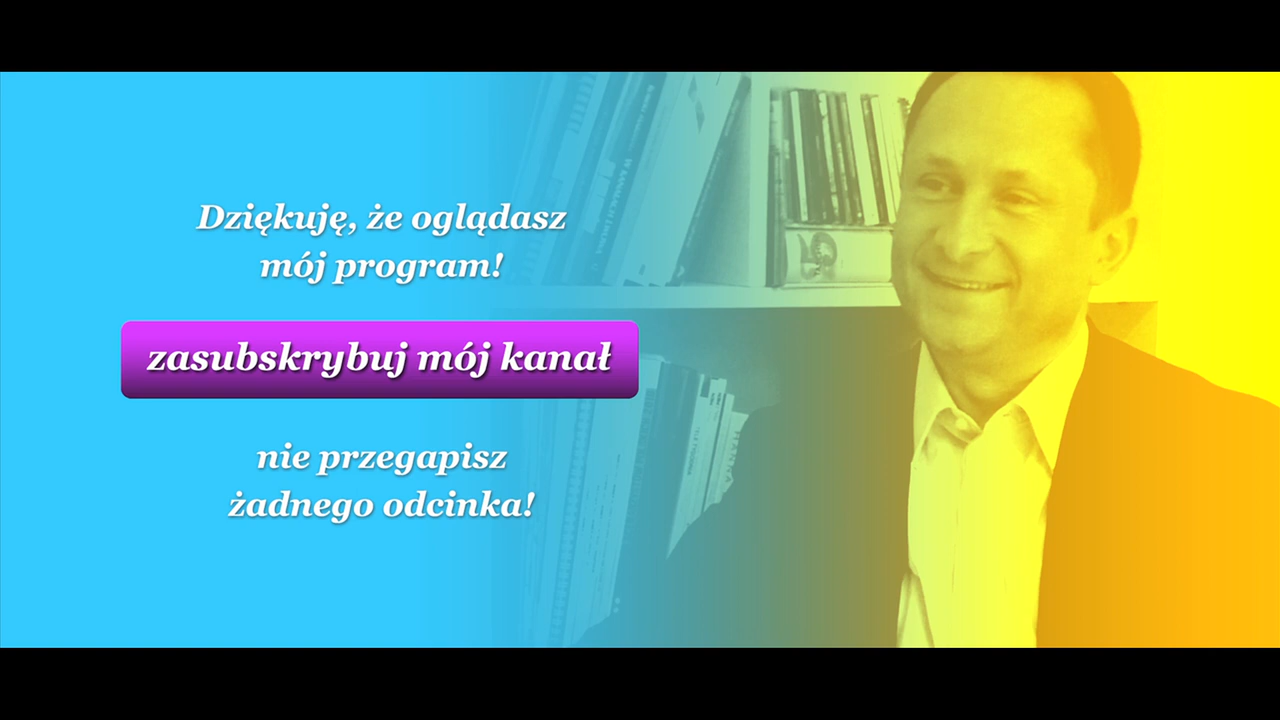 Dziękuję, że oglądasz
mój program!
zasubskrybuj mój kanał
nie przegapisz
żadnego odcinka!